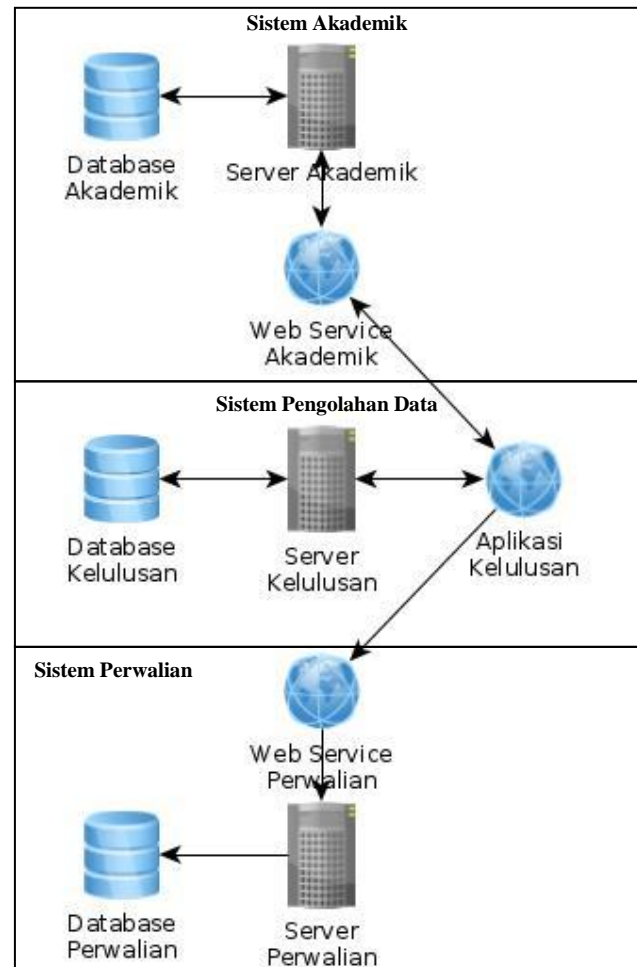 Sistem Akademik
Database
Akademik
Server Akademik
Web Service
Akademik
Sistem Pengolahan Data
Database
Kelulusan
Server
Kelulusan
Aplikasi
Kelulusan
Sistem Perwalian
Web Service
Perwalian
Database
Perwalian
Server
Perwalian